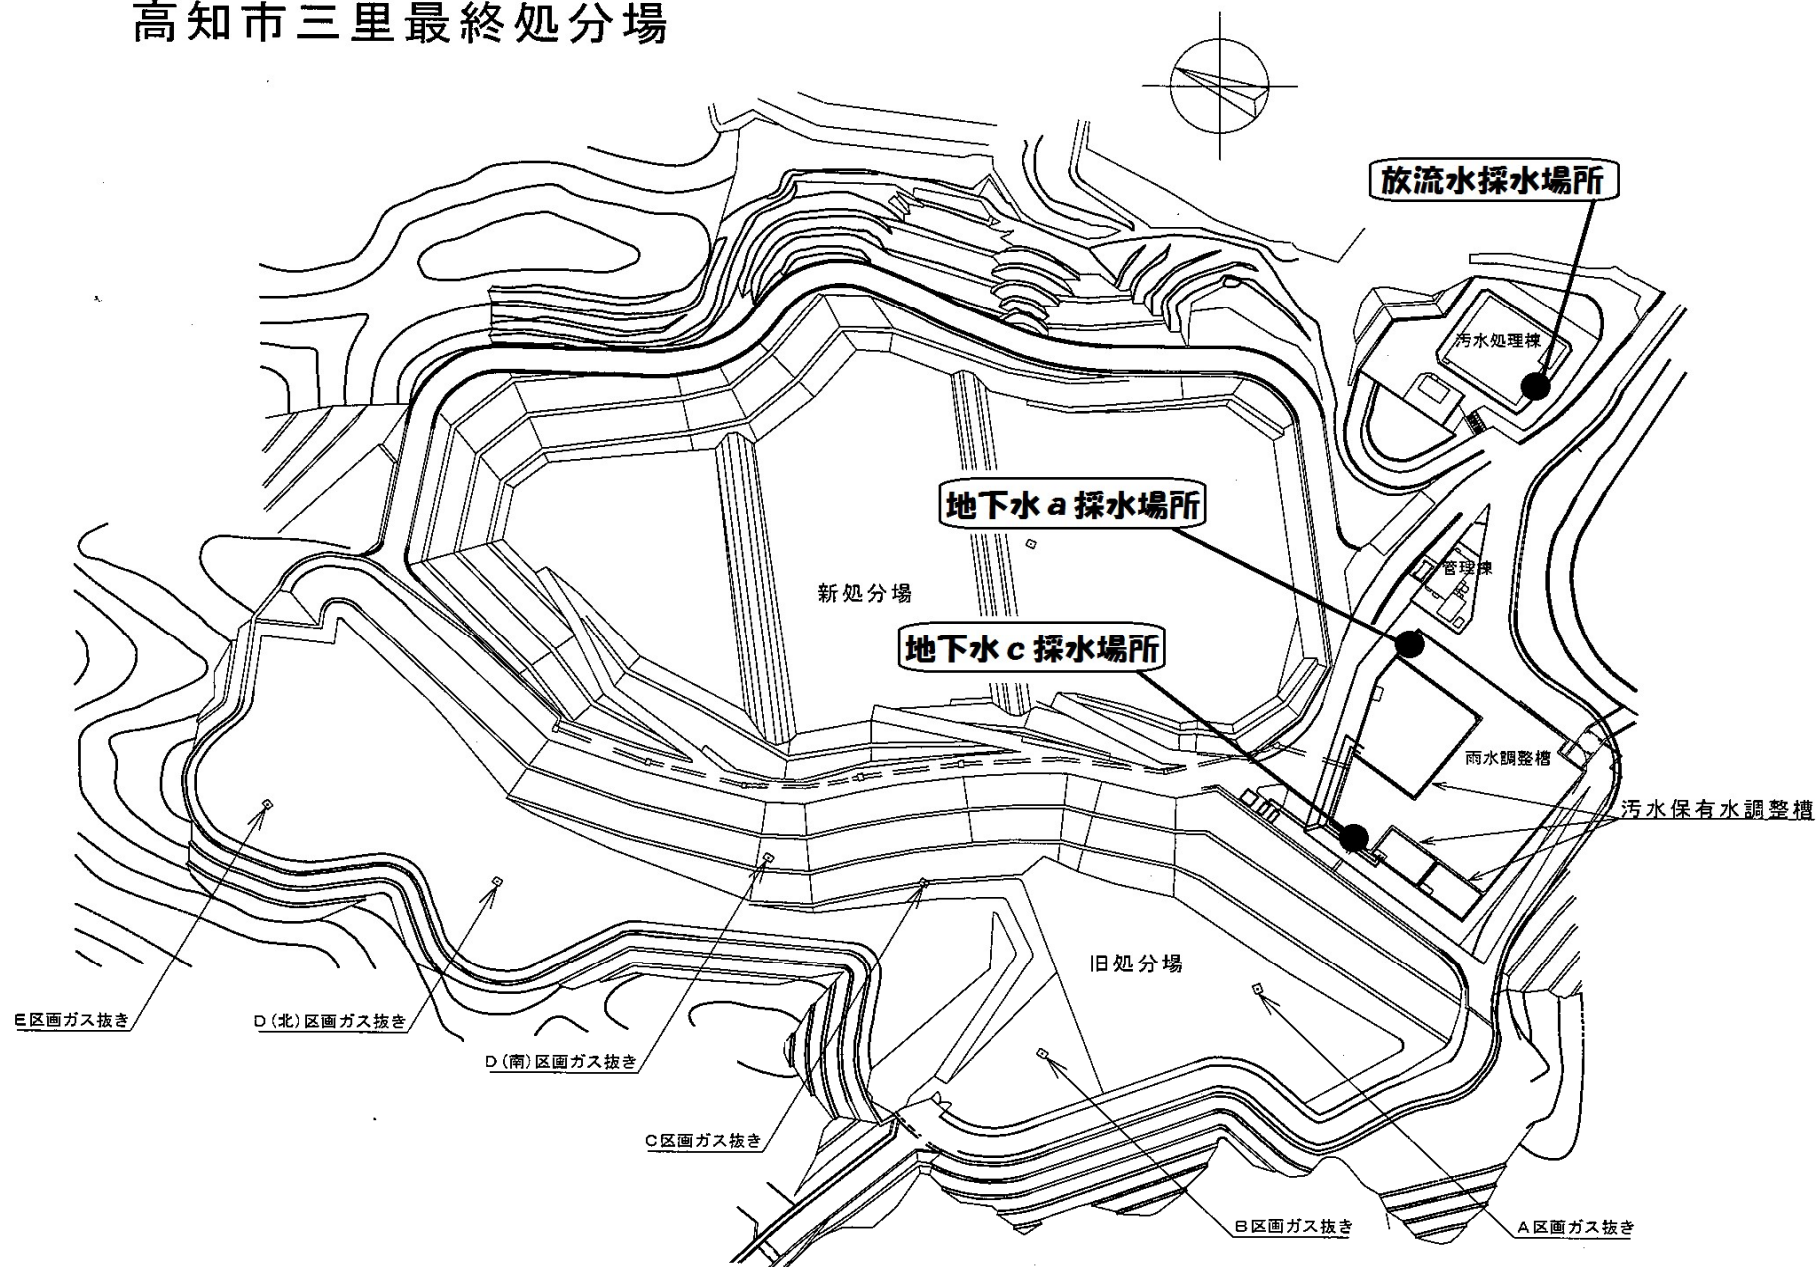 高知市三里最終処分場
放流水採水場所
汚水処理棟
地下水a採水場所
管理棟
新処分場
地下水c採水場所
雨水調整槽
汚水保有水調整槽
旧処分場
E区画ガス抜き
D(北)区画ガス抜き
D(南)区画ガス抜き
C区画ガス抜き
B区画ガス抜き
A区画ガス抜き